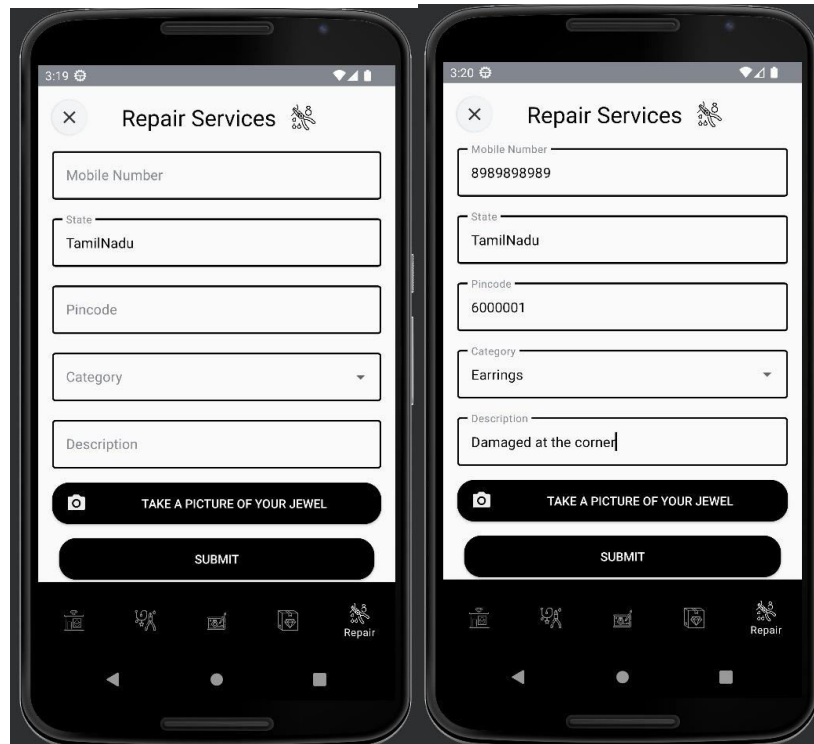 3:19
Repair Services
Mobile Number
State
TamilNadu
Pincode
Category
Description
TAKE A PICTURE OF YOUR JEWEL
SUBMIT
Repair
3:20
Repair Services
Mobile Number
8989898989
State
TamilNadu
Pincode
6000001
Category
Earrings
Description
Damaged at the corner
TAKE A PICTURE OF YOUR JEWEL
SUBMIT
Repair